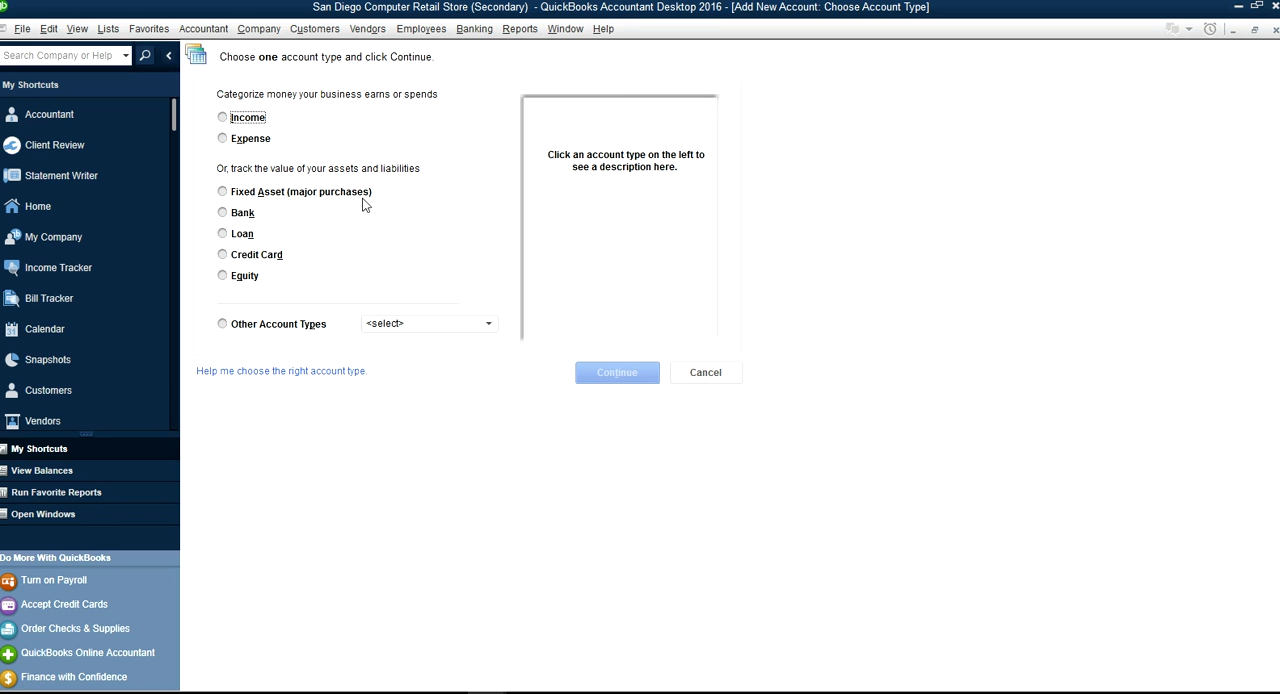 San Diego Computer Retail Store (Secondary) - QuickBooks Accountant Desktop 2016 - [Add New Account: Choose Account Type]
File Edit View Lists Favorites Accountant Company Customers Vendors Employees Banking Reports Window Help
Search Company or Help
Choose one account type and click Continue.
My Shortcuts
Accountant
Client Review
Statement Writer
Home
My Company
Income Tracker
Bill Tracker
Calendar
Snapshots
Customers
Vendors
My Shortcuts
View Balances
Run Favorite Reports
Open Windows
Do More With QuickBooks
Turn on Payroll
Accept Credit Cards
Order Checks & Supplies
QuickBooks Online Accountant
Finance with Confidence
Categorize money your business earns or spends
Income
Expense
Or, track the value of your assets and liabilities
Fixed Asset (major purchases)
Bank
Loan
Credit Card
Equity
Other Account Types <select>
Click an account type on the left to
see a description here.
Help me choose the right account type.
Continue Cancel